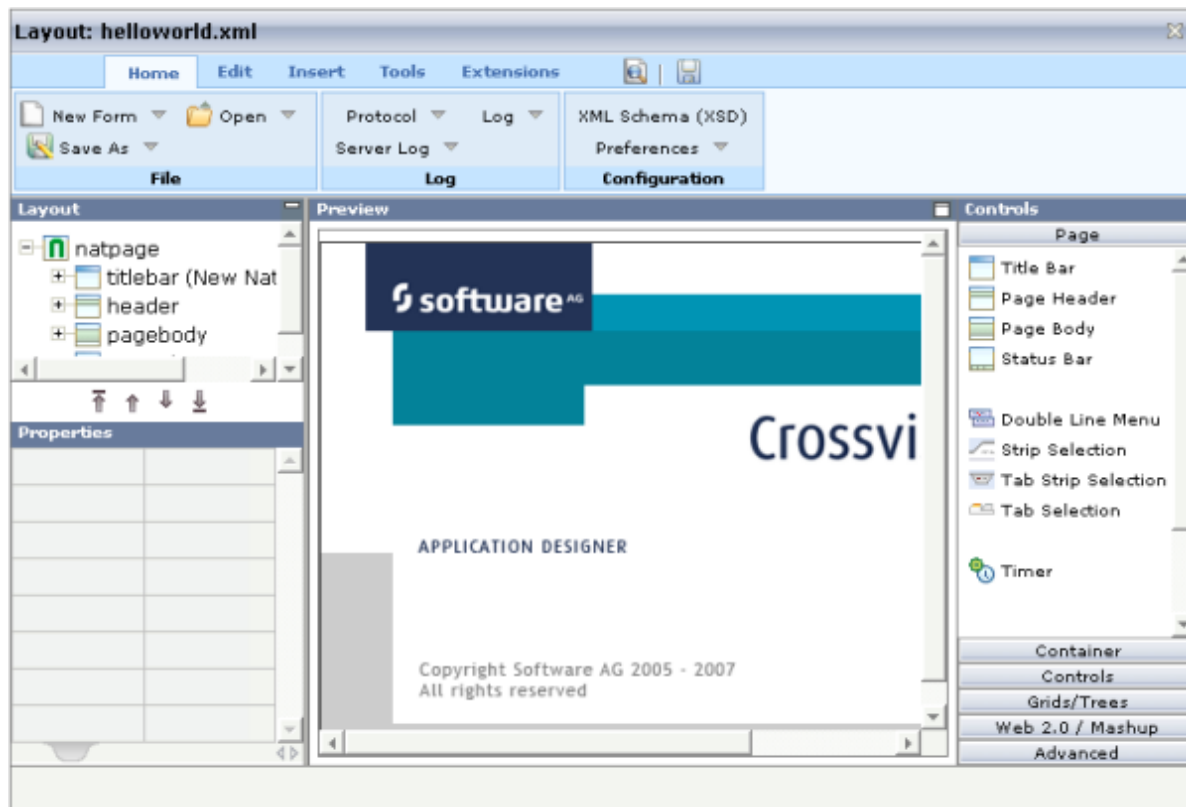 Layout: helloworld.xml
Home Edit Insert Tools Extensions
New Form Open
Save As
File
Protocol Log
Server Log
Log
XML Schema (XSD)
Preferences
Configuration
Layout
natpage
titlebar (New Nat
header
pagebody
Properties
Preview
software AG
Crossvi
APPLICATION DESIGNER
Copyright Software AG 2005 - 2007
All rights reserved
Controls
Page
Title Bar
Page Header
Page Body
Status Bar
Double Line Menu
Strip Selection
Tab Strip Selection
Tab Selection
Timer
Container
Controls
Grids/Trees
Web 2.0 / Mashup
Advanced